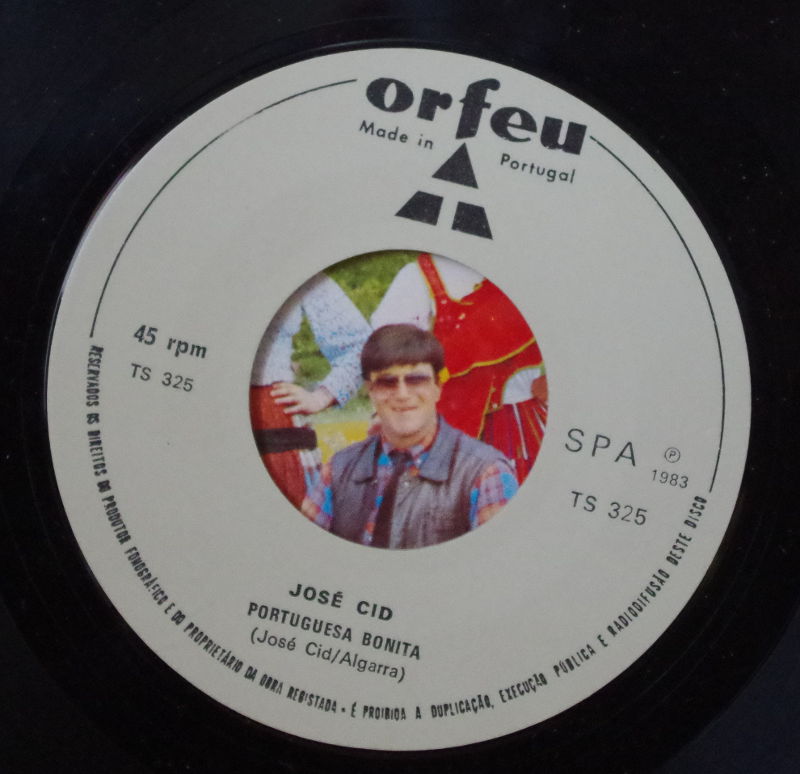 orfeu
Made in Portugal
45 rpm
TS 325
SPA ℗ 1983
TS 325
JOSÉ CID
PORTUGUESA BONITA
(José Cid/Algarra)
RESERVADOS OS DIREITOS DO PRODUTOR FONOGRÁFICO E DO PROPRIETÁRIO DA OBRA REGISTADA • É PROIBIDA A DUPLICAÇÃO, EXECUÇÃO PÚBLICA E RADIODIFUSÃO DESTE DISCO